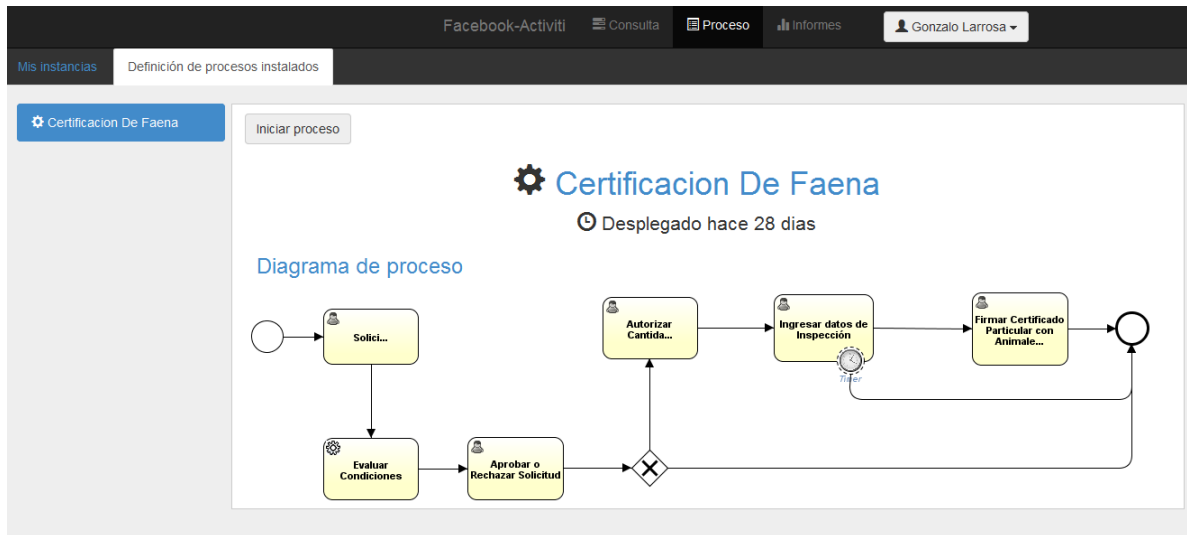 Facebook-Activiti Consulta Proceso Informes Gonzalo Larrosa
Mis instancias Definición de procesos instalados
Certificacion De Faena
Iniciar proceso
Certificacion De Faena
Desplegado hace 28 dias
Diagrama de proceso
Solici...
Autorizar
Cantida...
Ingresar datos de
Inspección
Timer
Firmar Certificado
Particular con
Animale...
Evaluar
Condiciones
Aprobar o
Rechazar Solicitud